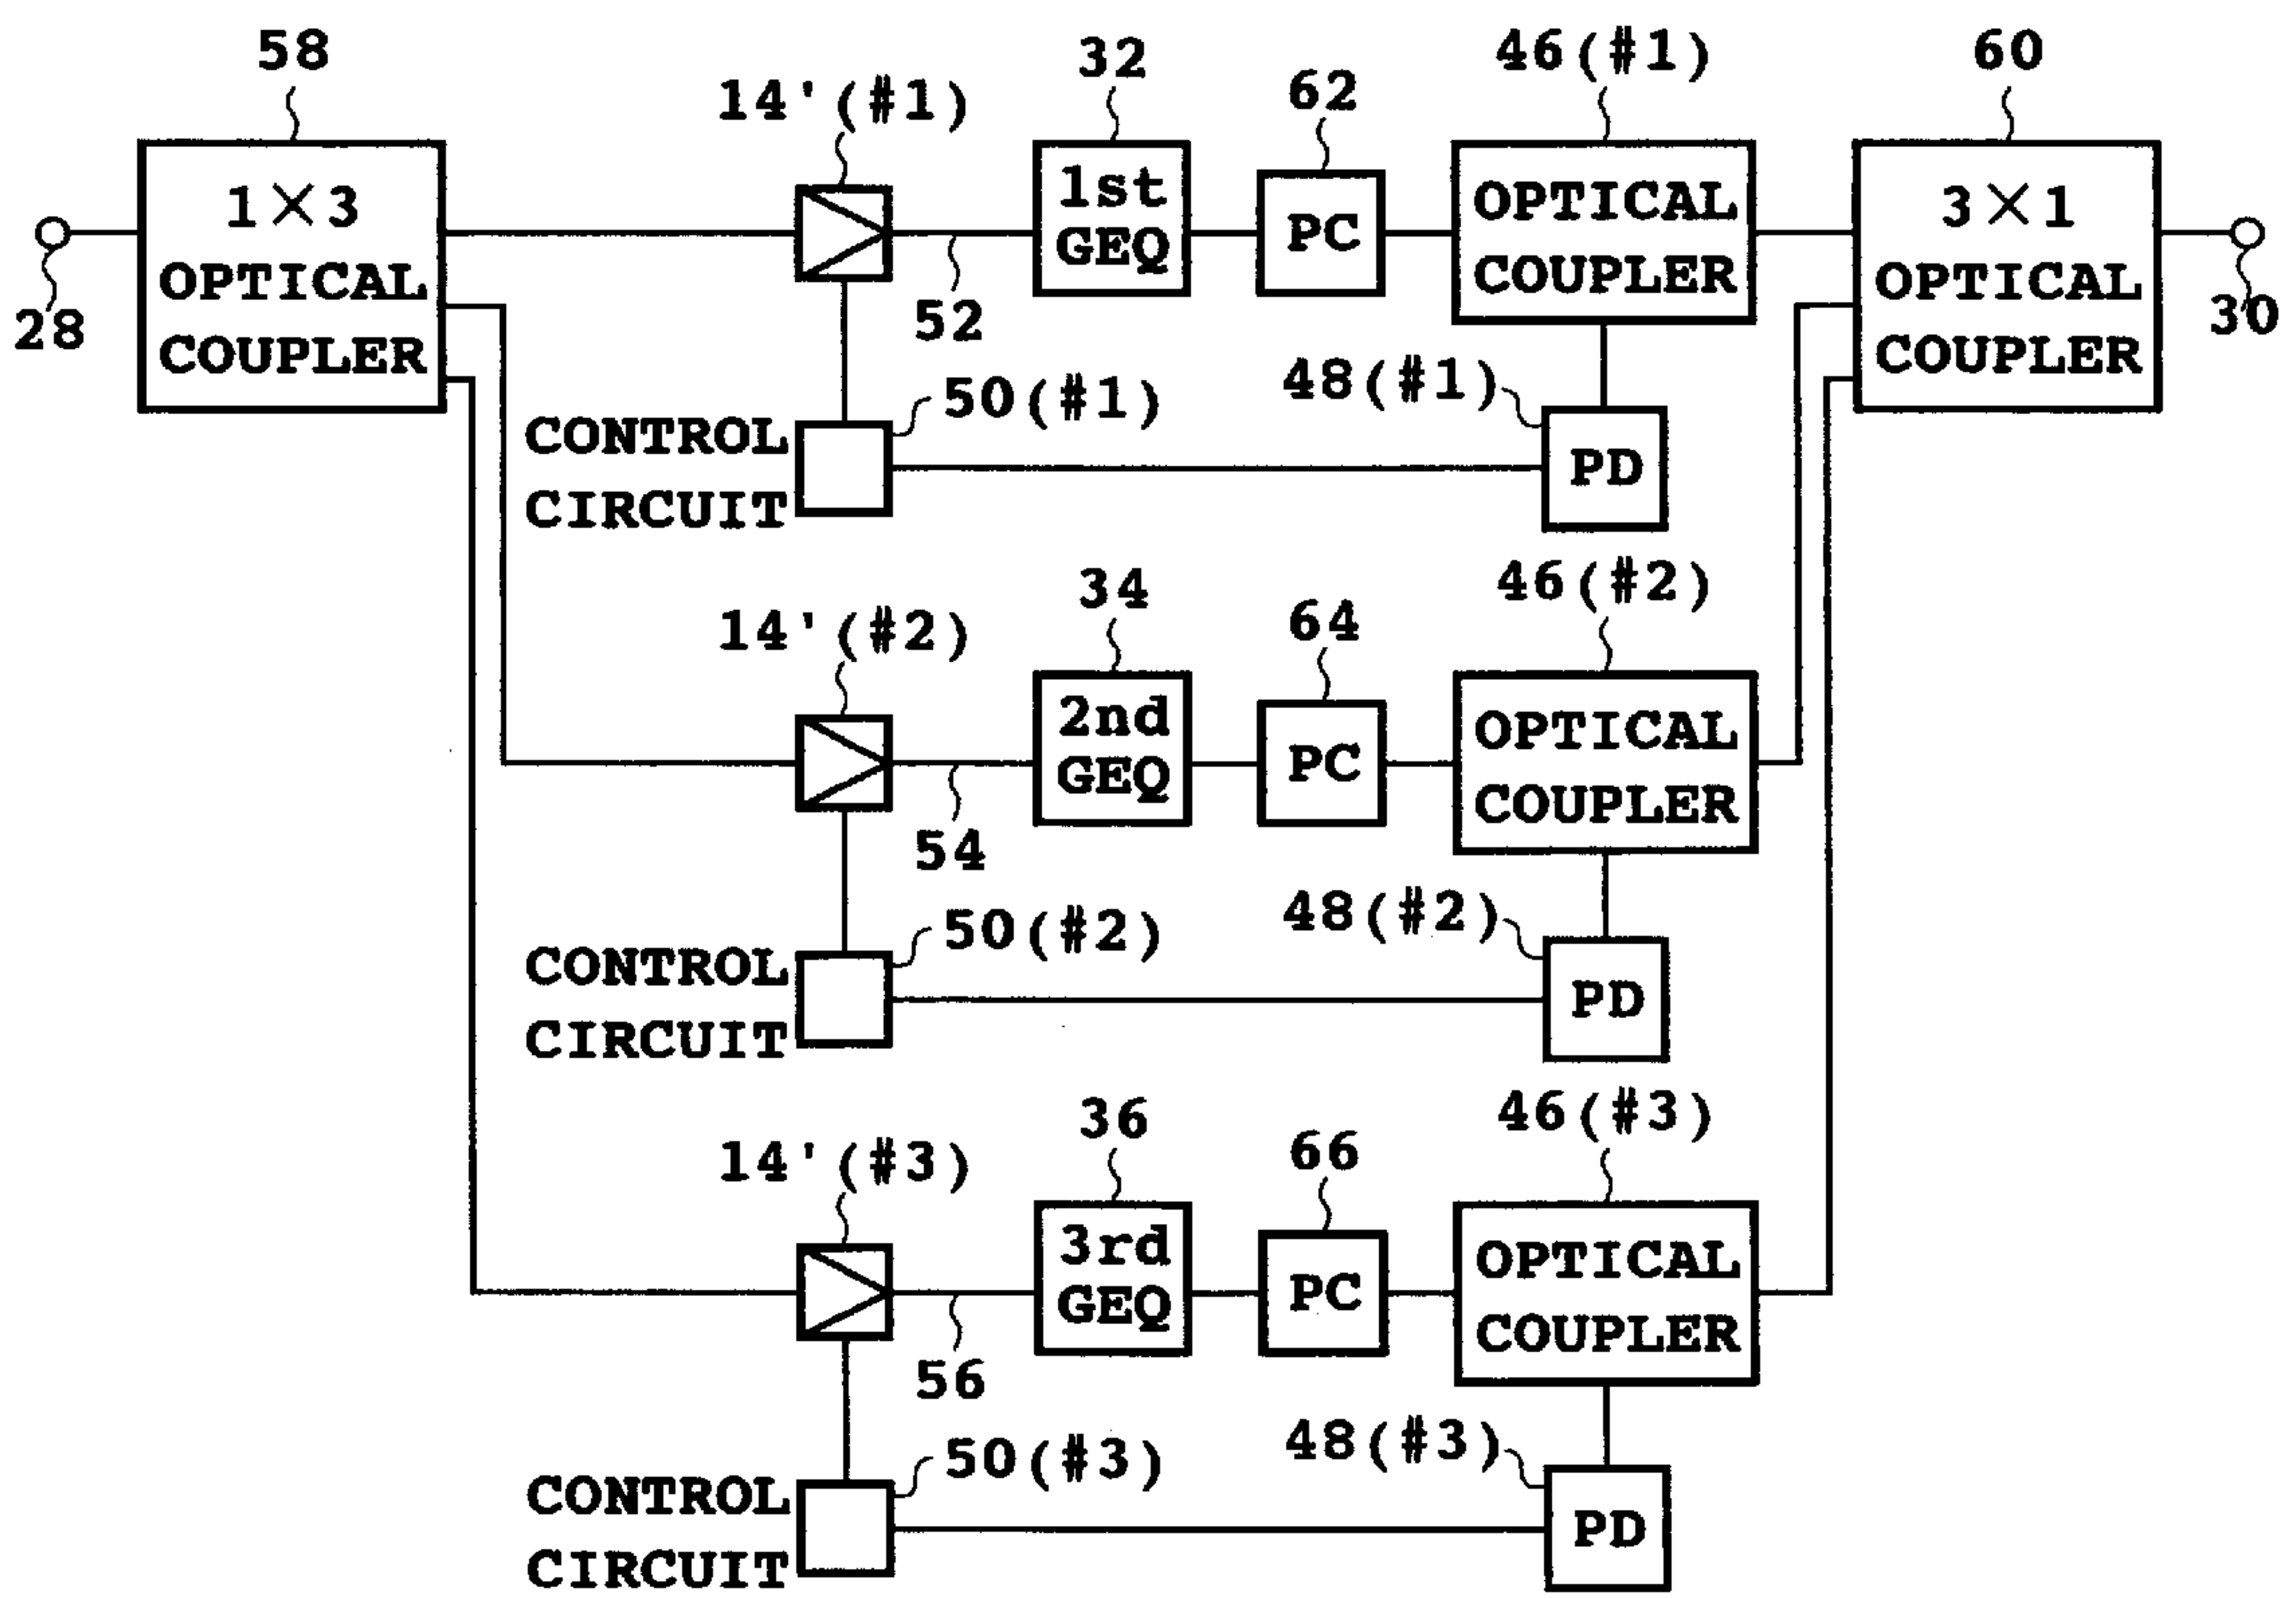 58
14'(#1)
32
62
46(#1)
60
1×3
OPTICAL
COUPLER
1st
GEQ
PC
OPTICAL
COUPLER
3×1
OPTICAL
COUPLER
28
52
30
CONTROL
CIRCUIT
50(#1)
48(#1)
PD
14'(#2)
34
64
46(#2)
2nd
GEQ
PC
OPTICAL
COUPLER
54
CONTROL
CIRCUIT
50(#2)
48(#2)
PD
14'(#3)
36
66
46(#3)
3rd
GEQ
PC
OPTICAL
COUPLER
56
CONTROL
CIRCUIT
50(#3)
48(#3)
PD